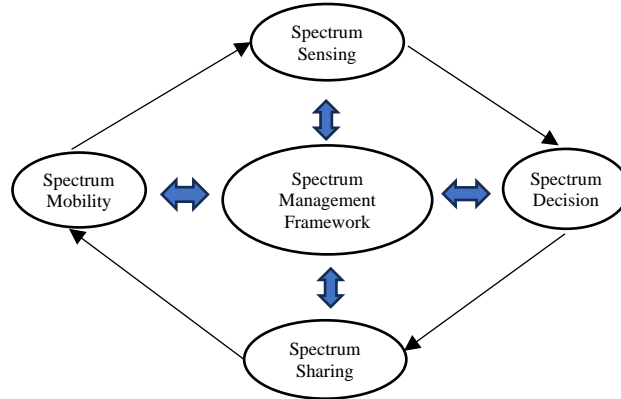 Spectrum
Sensing
Spectrum
Mobility
Spectrum
Management
Framework
Spectrum
Decision
Spectrum
Sharing